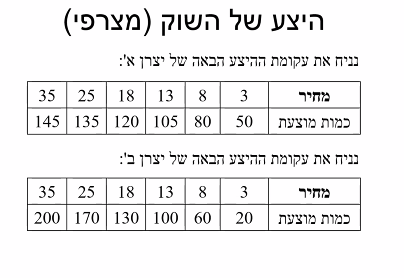 היצע של השוק (מצרפי)
נניח את עקומת ההיצע הבאה של יצרן א':
מחיר 3 8 13 18 25 35
כמות מוצעת 50 80 105 120 135 145
נניח את עקומת ההיצע הבאה של יצרן ב':
מחיר 3 8 13 18 25 35
כמות מוצעת 20 60 100 130 170 200